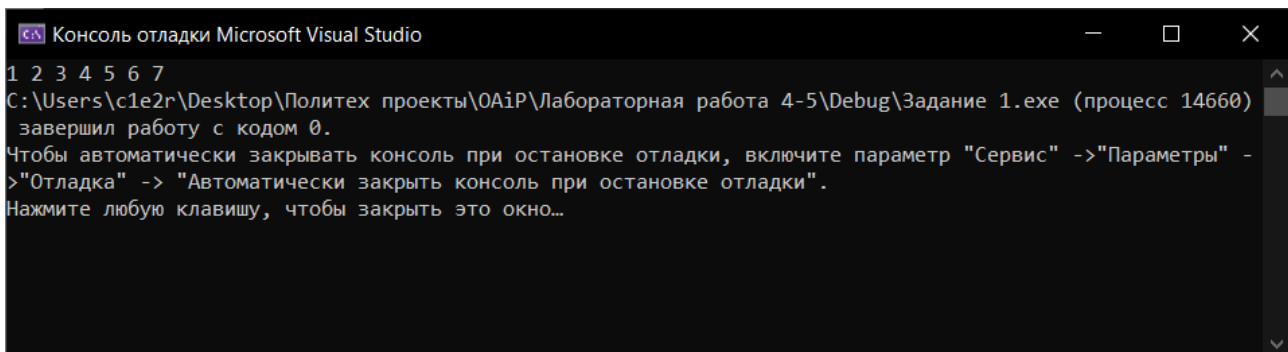 Консоль отладки Microsoft Visual Studio
1 2 3 4 5 6 7
C:\Users\c1e2r\Desktop\Политех проекты\OAiP\Лабораторная работа 4-5\Debug\Задание 1.exe (процесс 14660)
завершил работу с кодом 0.
Чтобы автоматически закрывать консоль при остановке отладки, включите параметр "Сервис" ->"Параметры" -
>"Отладка" -> "Автоматически закрыть консоль при остановке отладки".
Нажмите любую клавишу, чтобы закрыть это окно…